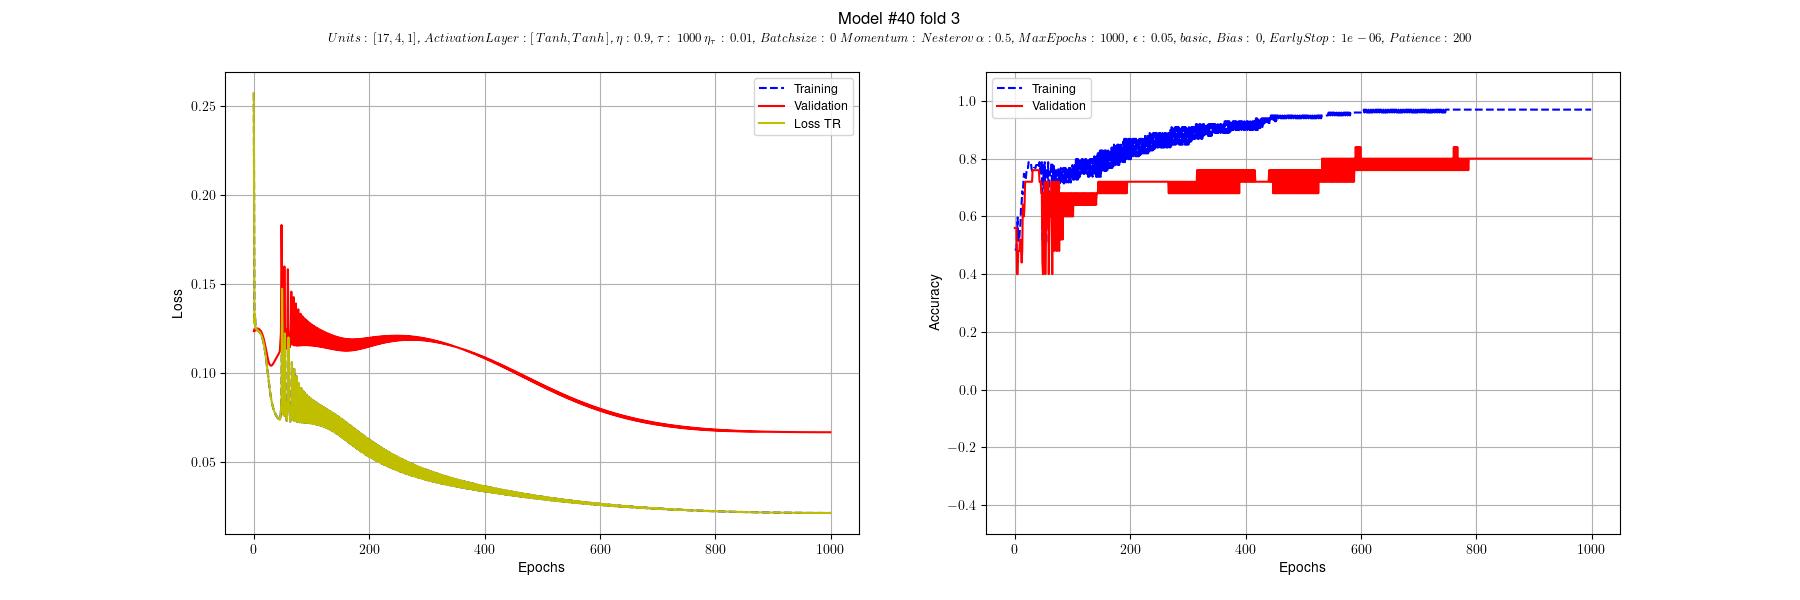 Model #40 fold 3
Units : [17, 4, 1], ActivationLayer : [Tanh, Tanh], η : 0.9, τ : 1000 ητ : 0.01, Batchsize : 0 Momentum : Nesterov α : 0.5, MaxEpochs : 1000, ϵ : 0.05, basic, Bias : 0, EarlyStop : 1e − 06, Patience : 200
Training
Validation
Loss TR
0.25
0.20
0.15
0.10
0.05
Loss
0 200 400 600 800 1000
Epochs
Training
Validation
1.0
0.8
0.6
0.4
0.2
0.0
−0.2
−0.4
Accuracy
0 200 400 600 800 1000
Epochs